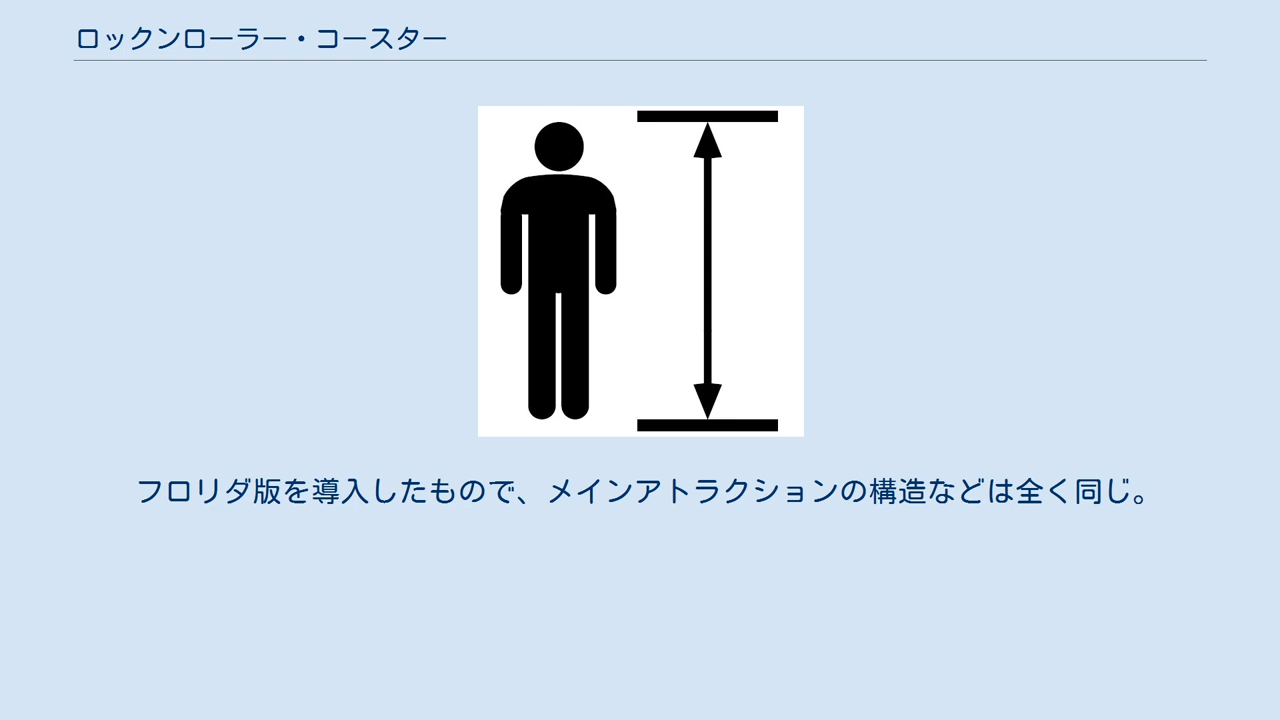 ロックンローラー・コースター
フロリダ版を導入したもので、メインアトラクションの構造などは全く同じ。